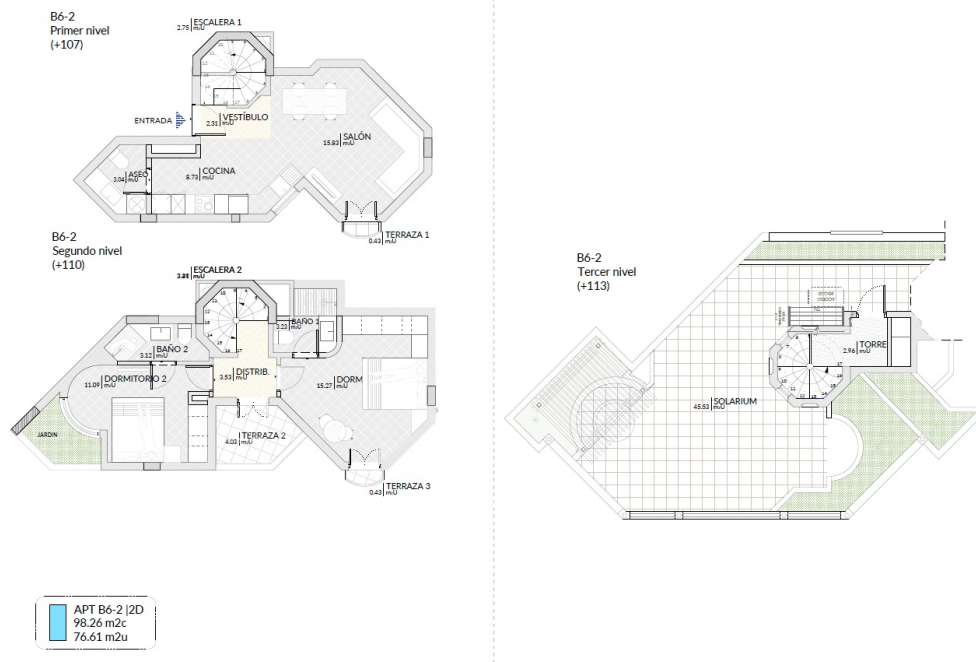 B6-2
Primer nivel
(+107)
ESCALERA 1
2.75 m2U
ENTRADA
VESTÍBULO
2.31 m2U
SALÓN
15.83 m2U
COCINA
8.73 m2U
ASEO
3.04 m2U
TERRAZA 1
0.43 m2U
B6-2
Segundo nivel
(+110)
ESCALERA 2
m2U
BAÑO 1
3.23 m2U
BAÑO 2
3.12 m2U
DISTRIB.
3.53 m2U
DORMITORIO 2
11.09 m2U
DORM
15.27 m2U
JARDIN
TERRAZA 2
4.03 m2U
TERRAZA 3
0.43 m2U
B6-2
Tercer nivel
(+113)
TORRE
2.96 m2U
SOLARIUM
45.53 m2U
APT B6-2 |2D
98.26 m2c
76.61 m2u